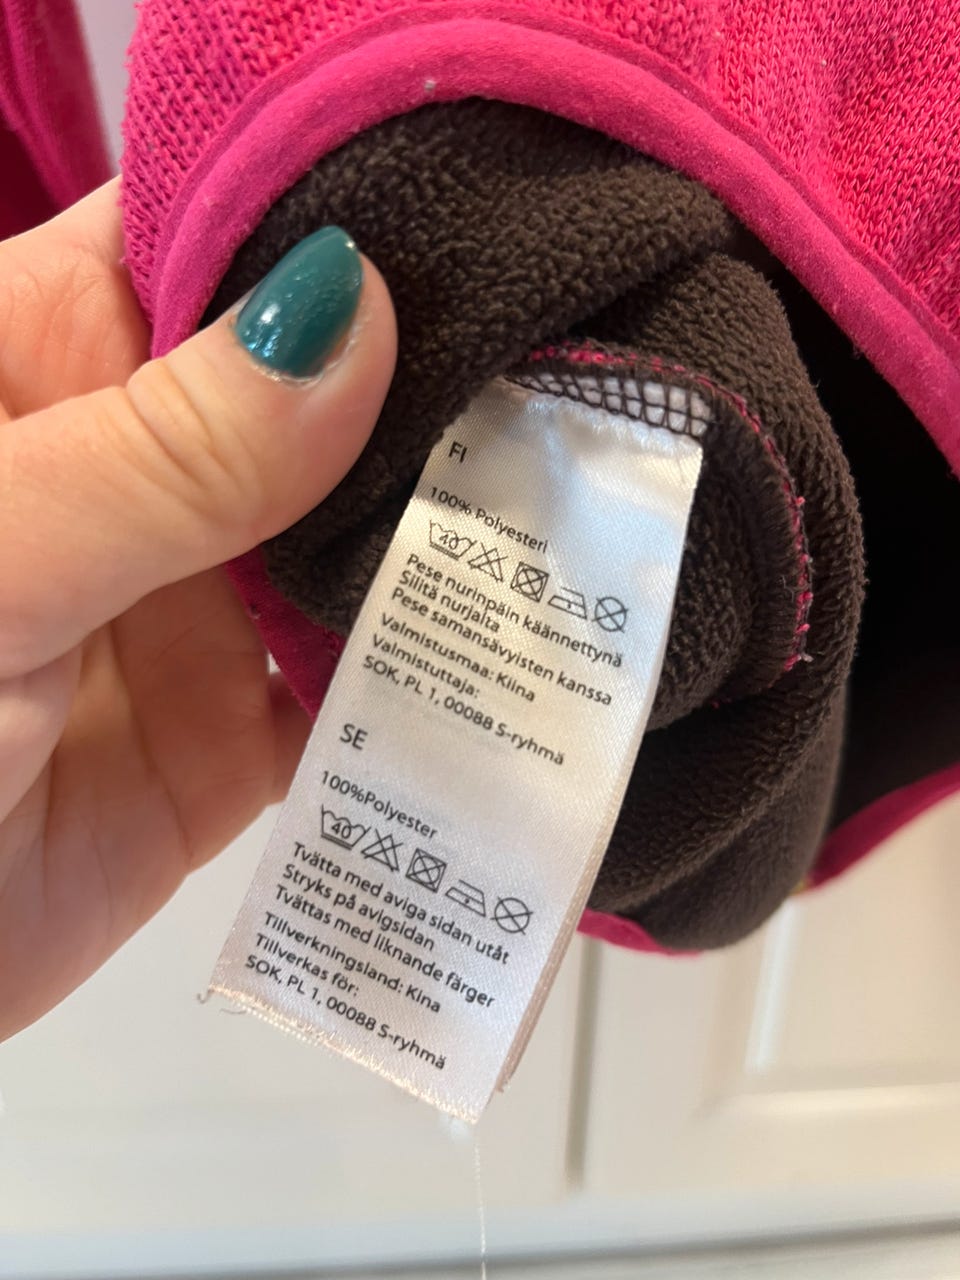 FI
100% Polyesteri
40
Pese nurinpäin käännettynä
Silitä nurjalta
Pese samansävyisten kanssa
Valmistusmaa: Kiina
Valmistuttaja:
SOK, PL 1, 00088 S-ryhmä
SE
100%Polyester
40
Tvätta med aviga sidan utåt
Stryks på avigsidan
Tvättas med liknande färger
Tillverkningsland: Kina
Tillverkas för:
SOK, PL 1, 00088 S-ryhmä